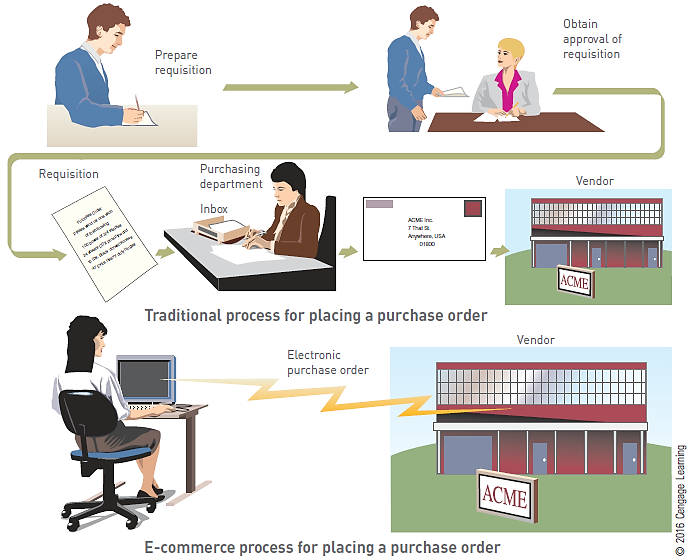 Prepare
requisition
Obtain
approval of
requisition
Requisition
Purchasing
department
Inbox
ACME Inc.
7 That St.
Anywhere, USA
01800
Vendor
ACME
Traditional process for placing a purchase order
Electronic
purchase order
Vendor
ACME
E-commerce process for placing a purchase order
© 2016 Cengage Learning